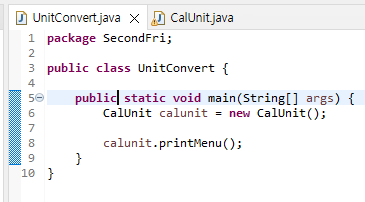 UnitConvert.java CalUnit.java
1 package SecondFri;
2
3 public class UnitConvert {
4
5 public static void main(String[] args) {
6 CalUnit calunit = new CalUnit();
7
8 calunit.printMenu();
9 }
10 }